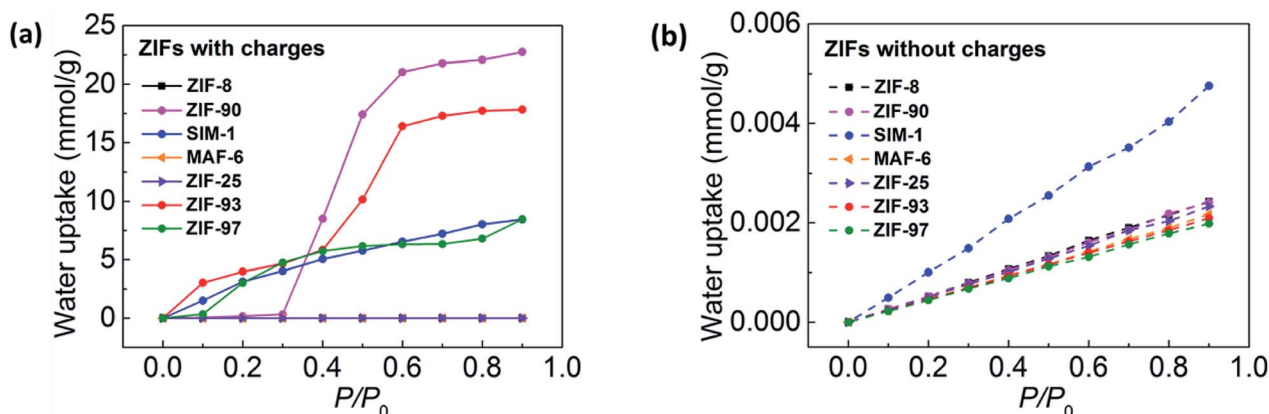 (a)
ZIFs with charges
ZIF-8
ZIF-90
SIM-1
MAF-6
ZIF-25
ZIF-93
ZIF-97
Water uptake (mmol/g)
25
20
15
10
5
0
0.0 0.2 0.4 0.6 0.8 1.0
P/P0
(b)
ZIFs without charges
ZIF-8
ZIF-90
SIM-1
MAF-6
ZIF-25
ZIF-93
ZIF-97
Water uptake (mmol/g)
0.006
0.004
0.002
0.000
0.0 0.2 0.4 0.6 0.8 1.0
P/P0